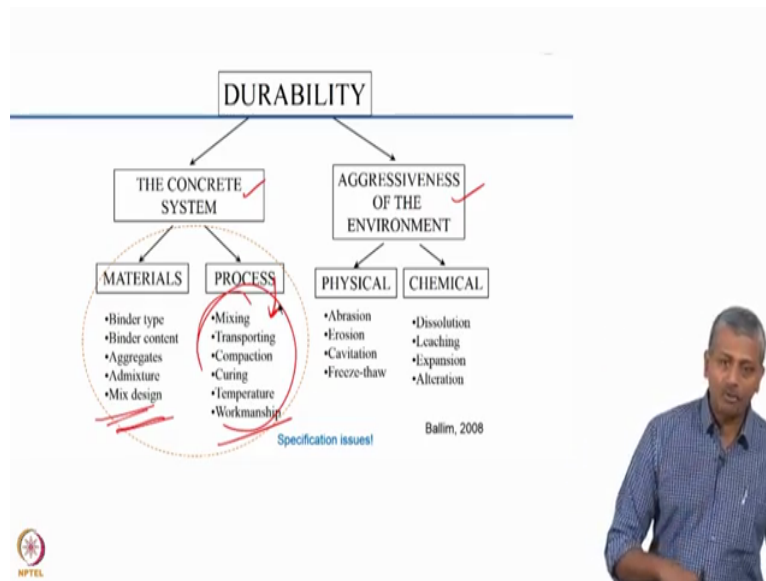 DURABILITY
THE CONCRETE
SYSTEM
AGGRESSIVENESS
OF THE
ENVIRONMENT
MATERIALS
PROCESS
PHYSICAL
CHEMICAL
•Binder type
•Binder content
•Aggregates
•Admixture
•Mix design
•Mixing
•Transporting
•Compaction
•Curing
•Temperature
•Workmanship
•Abrasion
•Erosion
•Cavitation
•Freeze-thaw
•Dissolution
•Leaching
•Expansion
•Alteration
Specification issues!
Ballim, 2008
NPTEL